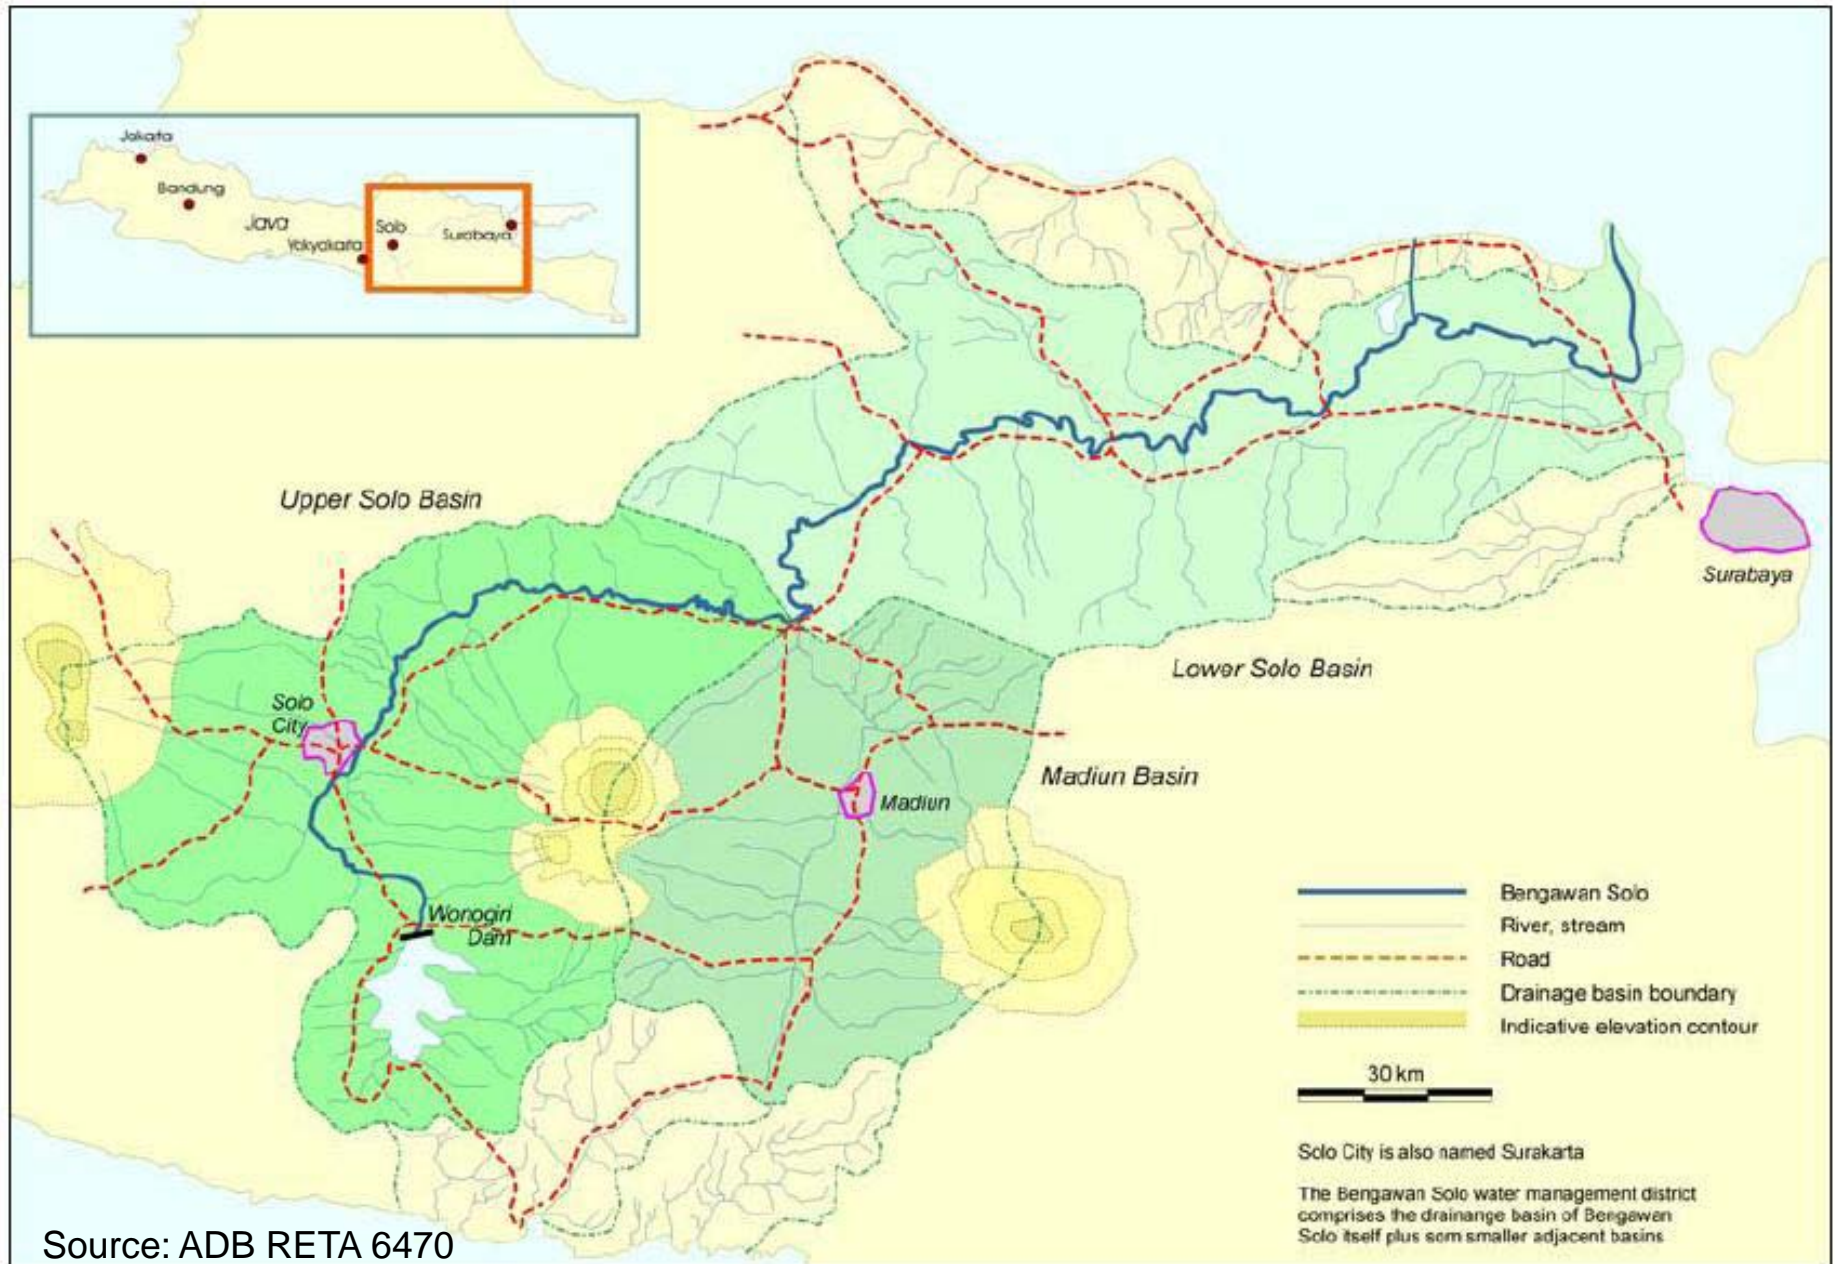 Jakarta
Bandung
Java
Yokyakarta
Solo
Surabaya
Upper Solo Basin
Surabaya
Lower Solo Basin
Solo
City
Madiun Basin
Madiun
Wonogiri
Dam
Bengawan Solo
River, stream
Road
Drainage basin boundary
Indicative elevation contour
30 km
Solo City is also named Surakarta
The Bengawan Solo water management district
comprises the drainange basin of Bengawan
Solo itself plus som smaller adjacent basins
Source: ADB RETA 6470